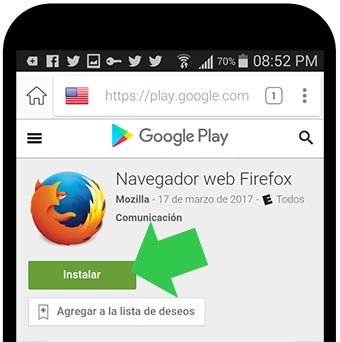 70% 08:52 PM
https://play.google.com 1
Google Play
Navegador web Firefox
Mozilla - 17 de marzo de 2017 - E Todos
Comunicación
Instalar
Agregar a la lista de deseos